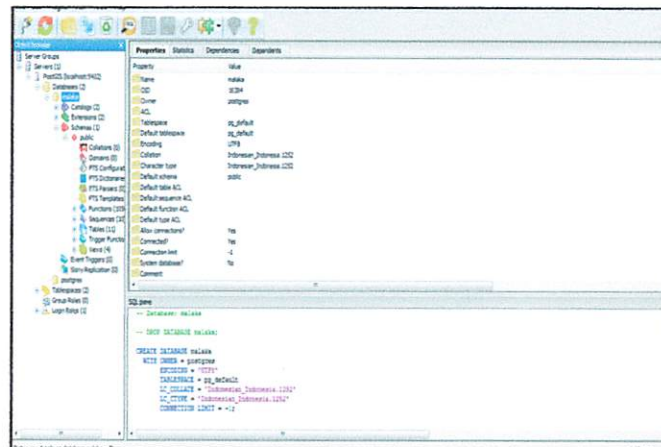 Object browser
Server Groups
Servers (1)
PostGIS (localhost:5432)
Databases (2)
malaka
Catalogs (2)
Extensions (2)
Schemas (1)
public
Collations (0)
Domains (0)
FTS Configurat
FTS Dictionaries
FTS Parsers (0)
FTS Templates
Functions (105
Sequences (10)
Tables (11)
Trigger Functio
Views (4)
Event Triggers (0)
Slony Replication (0)
postgres
Tablespaces (2)
Group Roles (0)
Login Roles (1)
Properties Statistics Dependencies Dependents
Property Value
Name malaka
OID
Owner postgres
ACL
Tablespace pg_default
Default tablespace pg_default
Encoding UTF8
Collation Indonesian_Indonesia.1252
Character type Indonesian_Indonesia.1252
Default schema public
Default table ACL
Default sequence ACL
Default function ACL
Default type ACL
Allow connections? Yes
Connected? Yes
Connection limit -1
System database? No
Comment
SQL pane
-- Database: malaka
-- DROP DATABASE malaka;
CREATE DATABASE malaka
WITH OWNER = postgres
ENCODING = 'UTF8'
TABLESPACE = pg_default
LC_COLLATE = 'Indonesian_Indonesia.1252'
LC_CTYPE = 'Indonesian_Indonesia.1252'
CONNECTION LIMIT = -1;